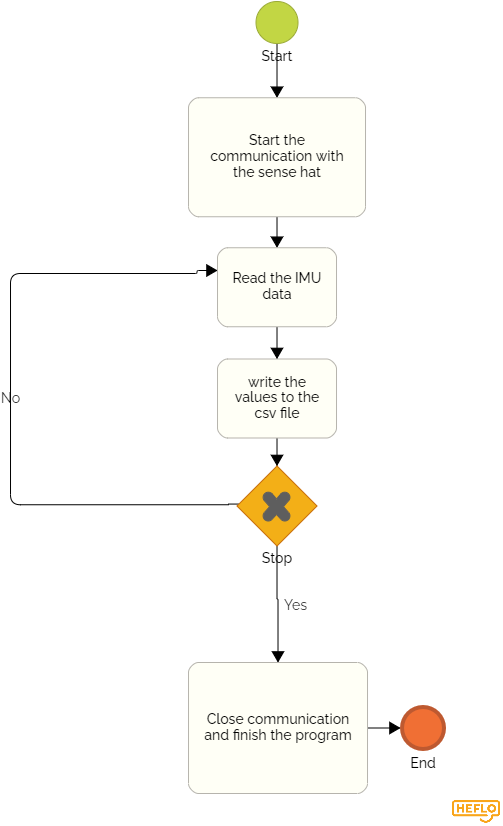 Start
Start the
communication with
the sense hat
Read the IMU
data
write the
values to the
csv file
No
Stop
Yes
Close communication
and finish the program
End
HEFLO